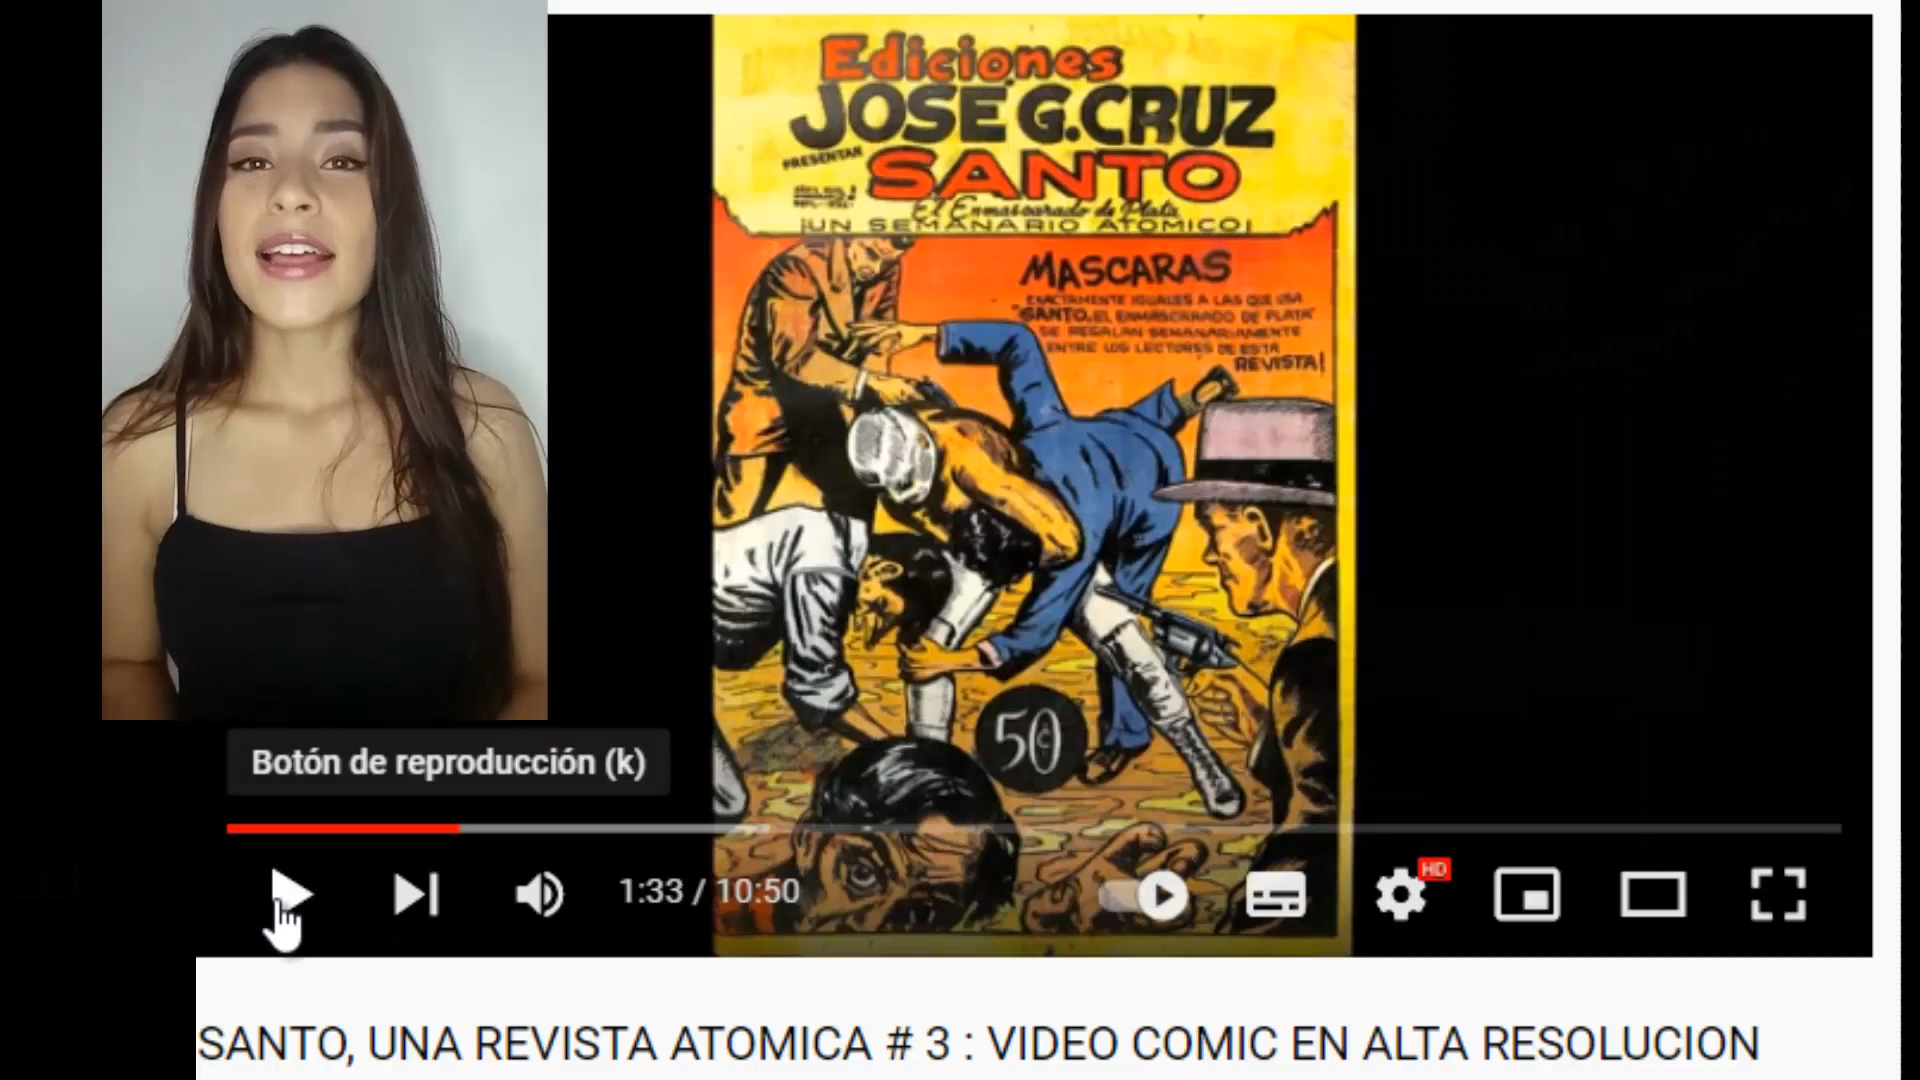 Ediciones
JOSE G. CRUZ
PRESENTAN
SANTO
El Enmascarado de Plata
¡UN SEMANARIO ATOMICO!
MASCARAS
EXACTAMENTE IGUALES A LAS QUE USA
"SANTO, EL ENMASCARADO DE PLATA"
SE REGALAN SEMANARIAMENTE
ENTRE LOS LECTORES DE ESTA
REVISTA!
50¢
Botón de reproducción (k)
1:33 / 10:50
HD
SANTO, UNA REVISTA ATOMICA # 3 : VIDEO COMIC EN ALTA RESOLUCION